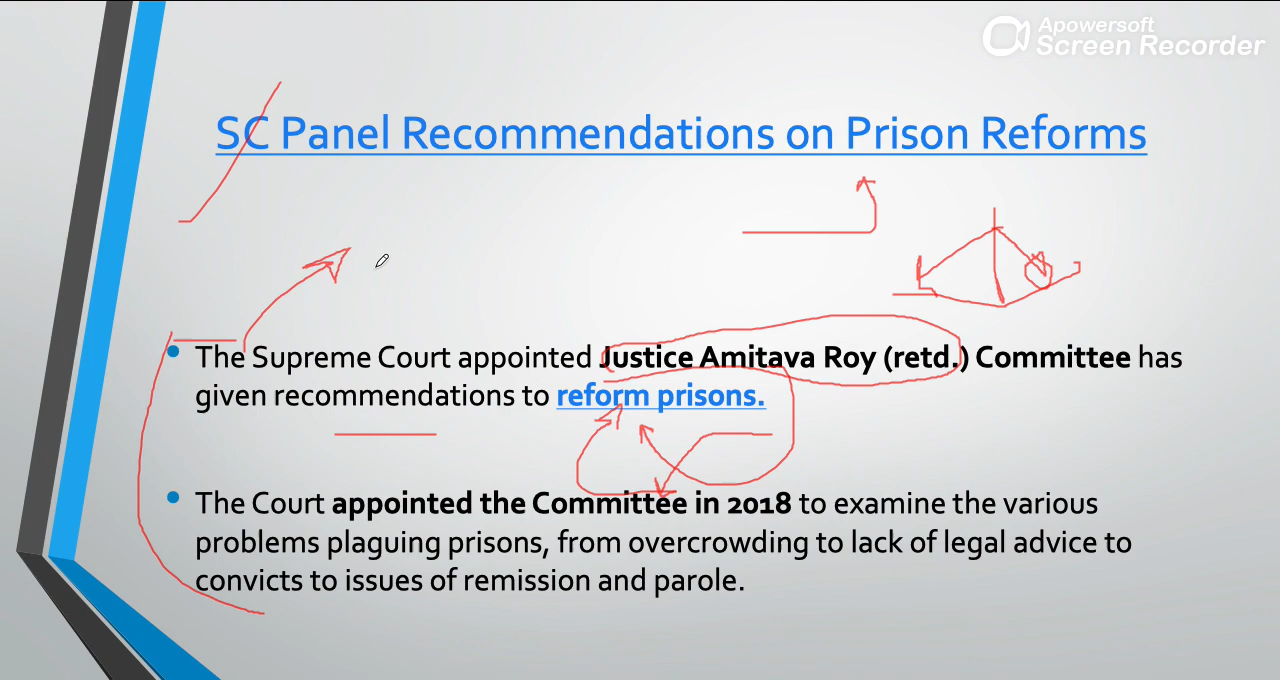 Apowersoft
Screen Recorder
SC Panel Recommendations on Prison Reforms
• The Supreme Court appointed Justice Amitava Roy (retd.) Committee has
given recommendations to reform prisons.
• The Court appointed the Committee in 2018 to examine the various
problems plaguing prisons, from overcrowding to lack of legal advice to
convicts to issues of remission and parole.